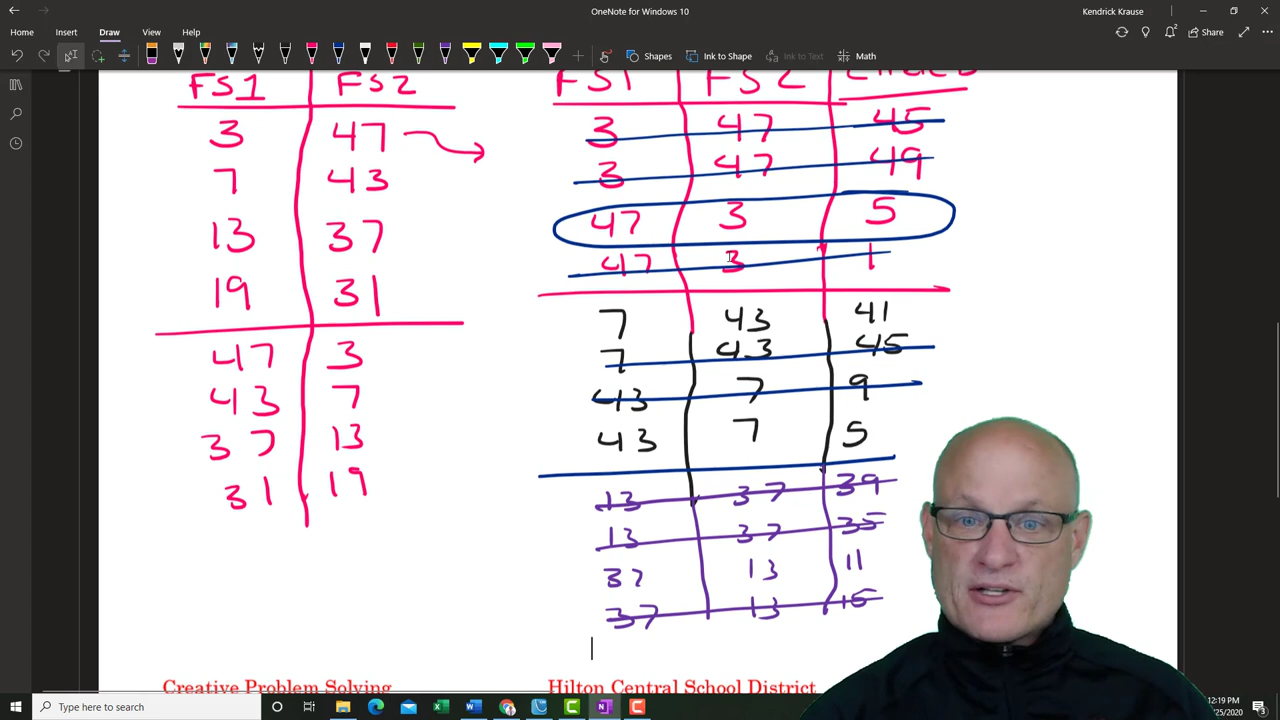 OneNote for Windows 10
Kendrick Krause
Home Insert Draw View Help
Shapes Ink to Shape Ink to Text Math Share
FS1 FS2
3 47
7 43
13 37
19 31
47 3
43 7
37 13
31 19
FS1 FS2
3 47 45
3 47 49
47 3 5
47 3 1
7 43 41
7 43 45
43 7 9
43 7 5
13 37 39
13 37 35
37 13 11
37 13 15
Creative Problem Solving
Hilton Central School District
Type here to search
12:19 PM